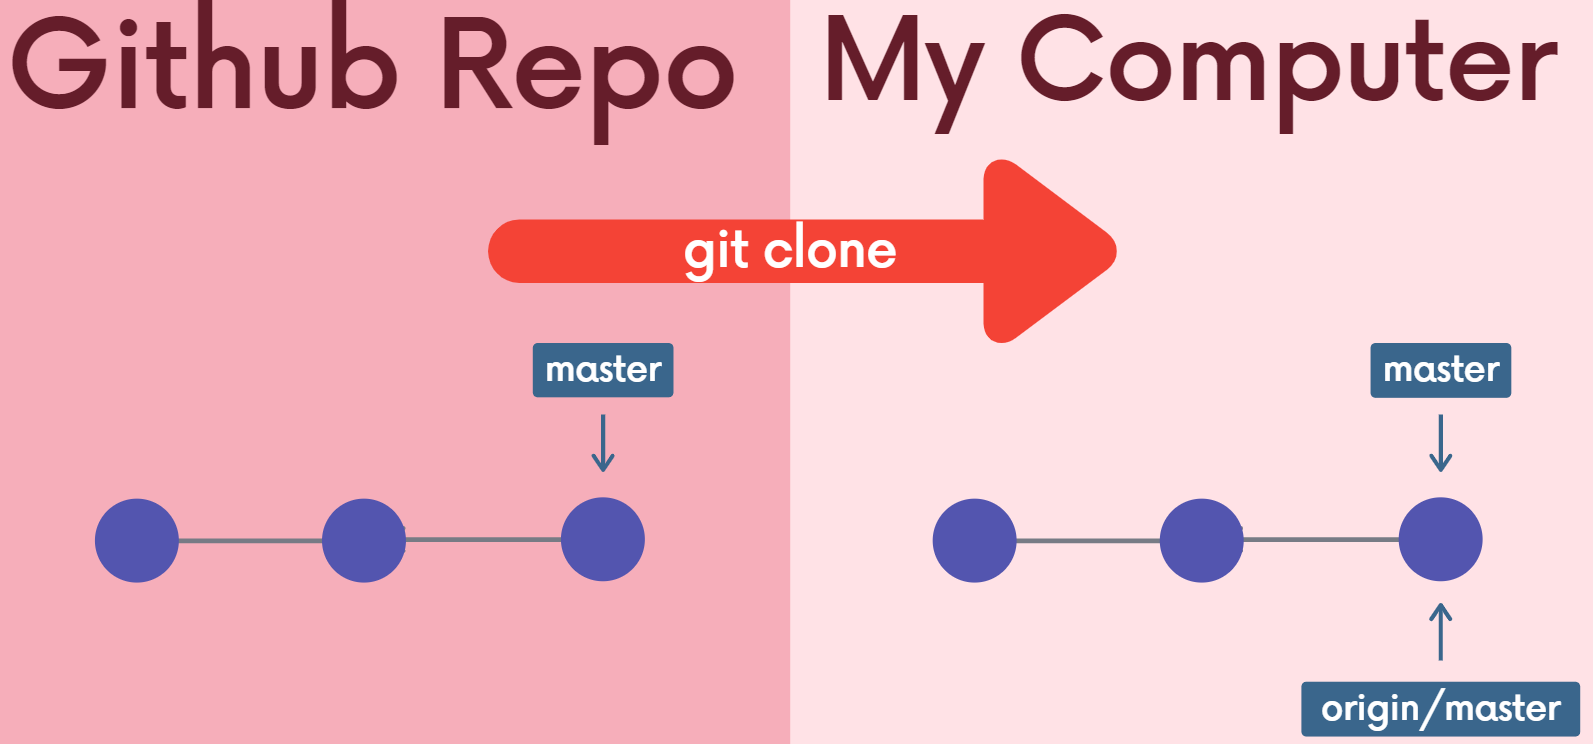 Github Repo
My Computer
git clone
master
master
origin/master